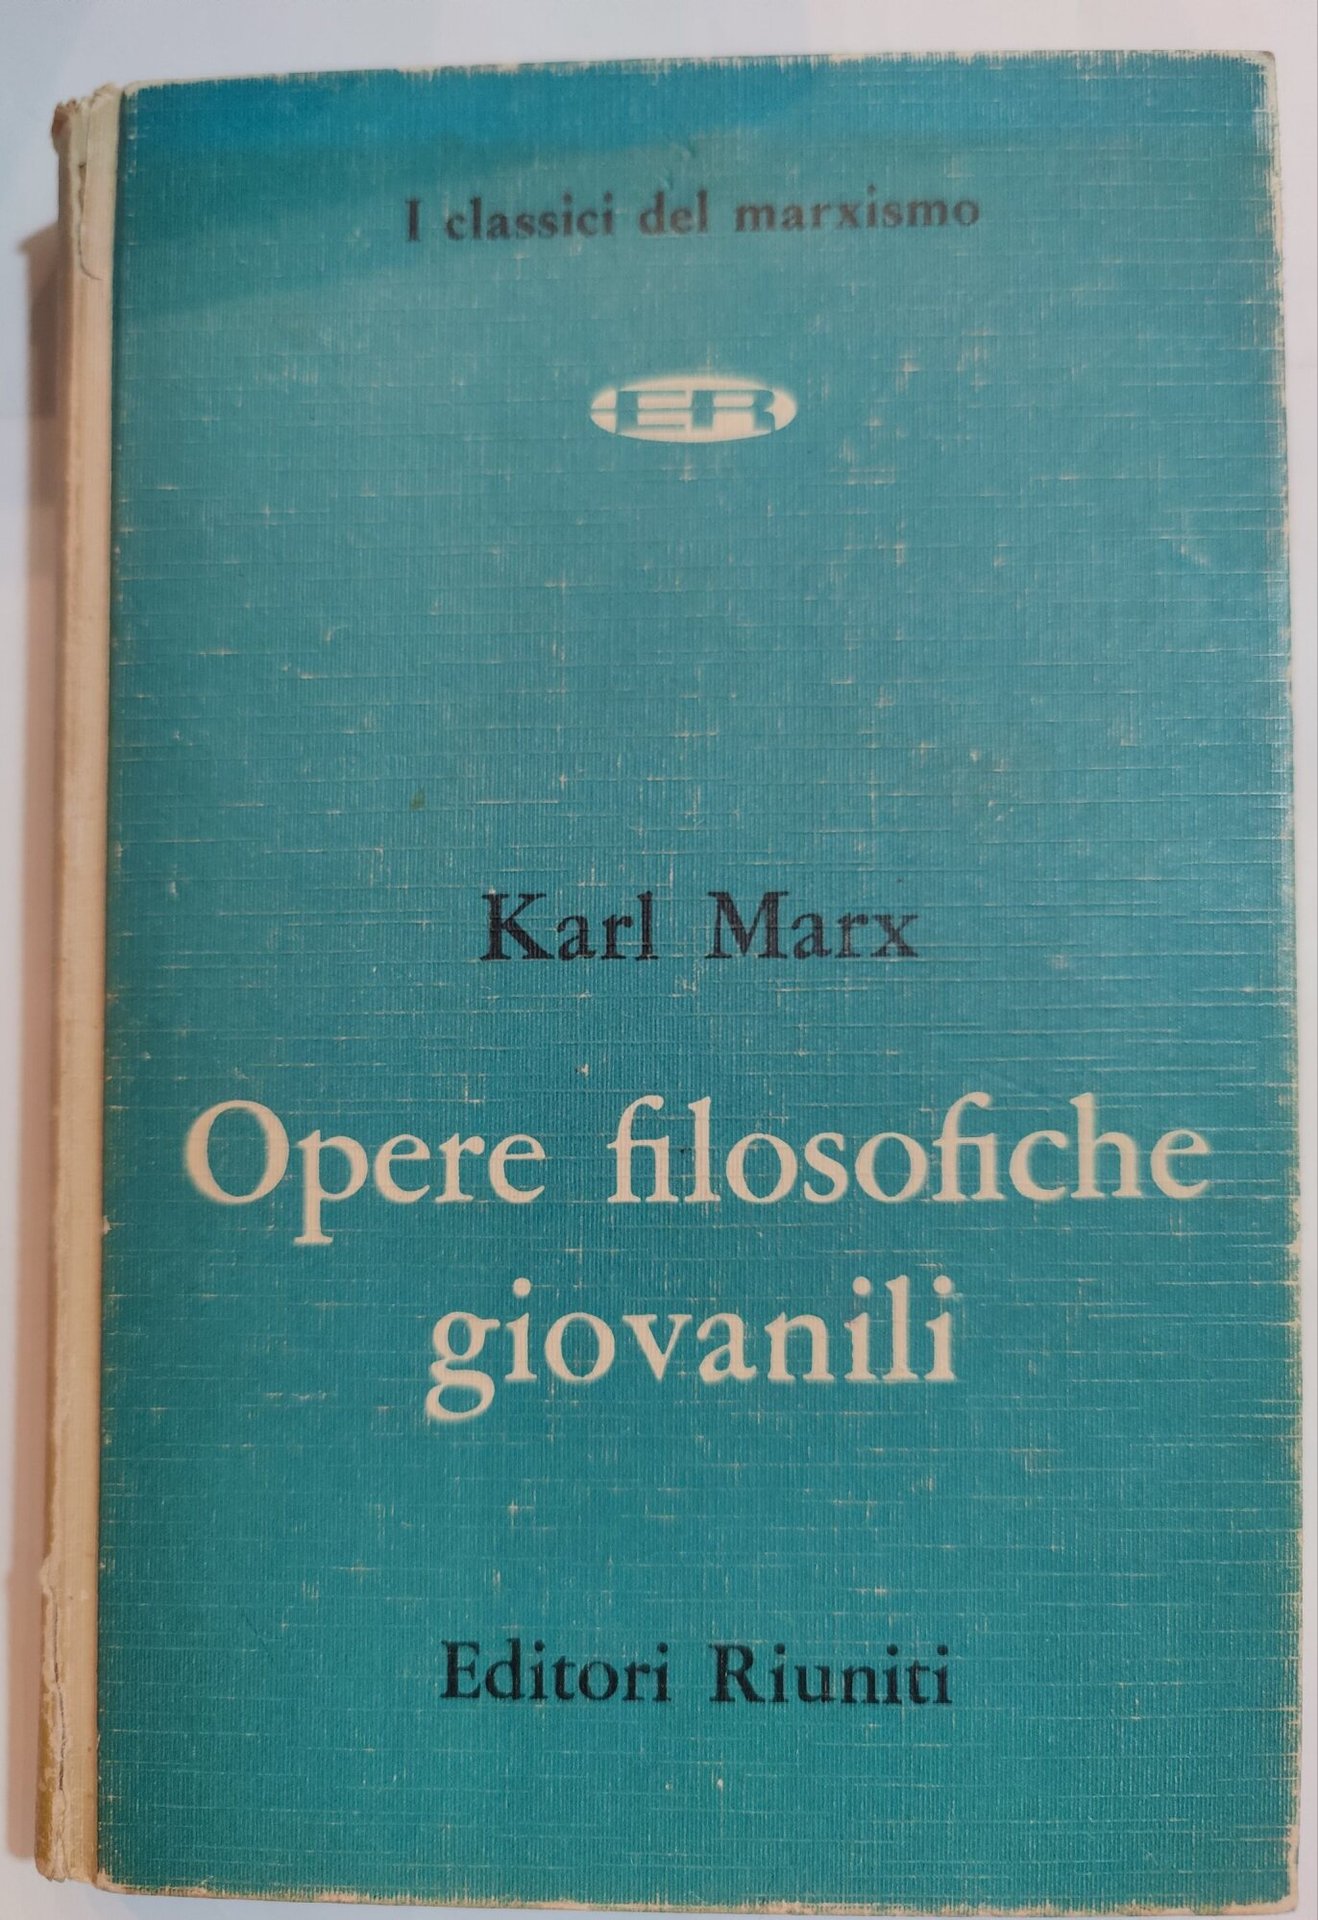 I classici del marxismo
ER
Karl Marx
Opere filosofiche
giovanili
Editori Riuniti